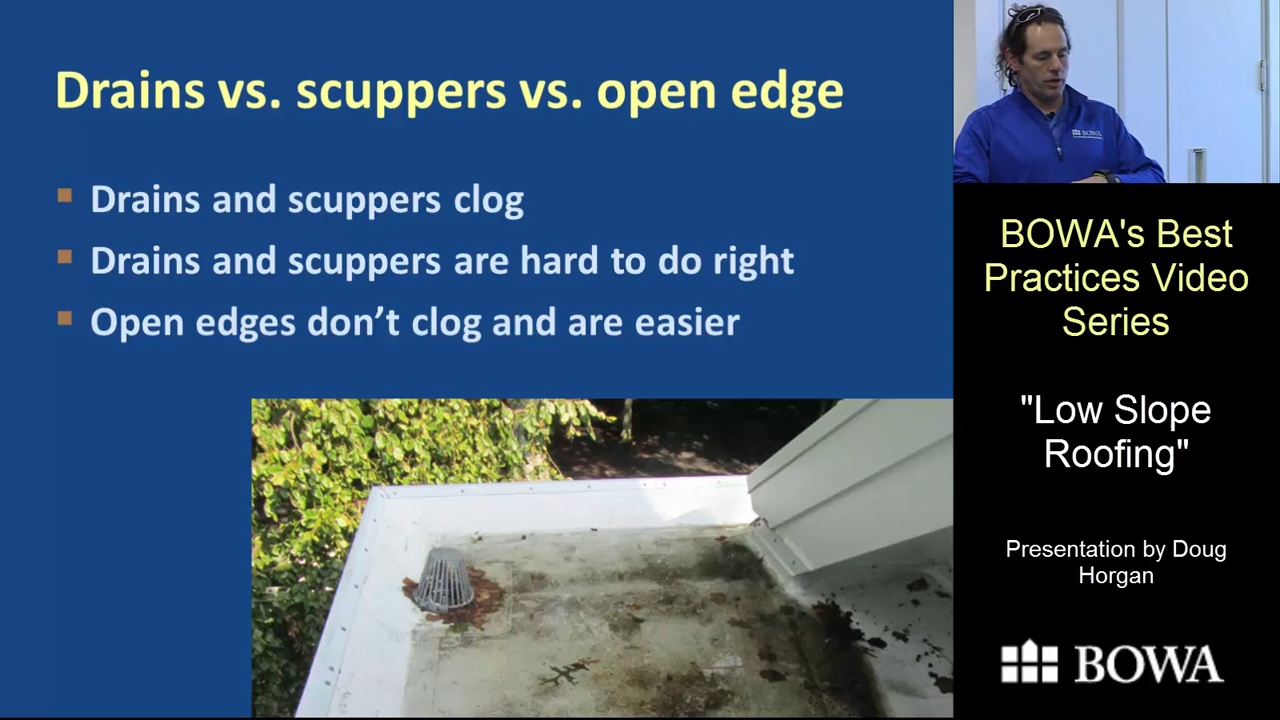 Drains vs. scuppers vs. open edge
Drains and scuppers clog
Drains and scuppers are hard to do right
Open edges don’t clog and are easier
BOWA
BOWA's Best
Practices Video
Series
"Low Slope
Roofing"
Presentation by Doug
Horgan
BOWA